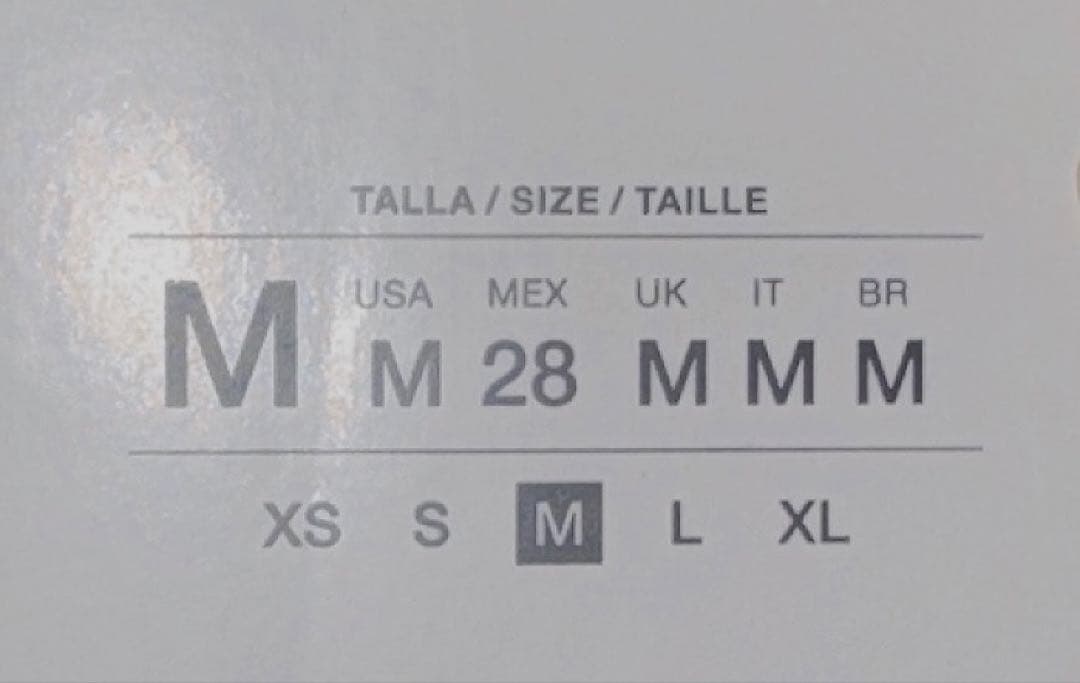 TALLA / SIZE / TAILLE
M USA MEX UK IT BR
M 28 M M M
XS S M L XL